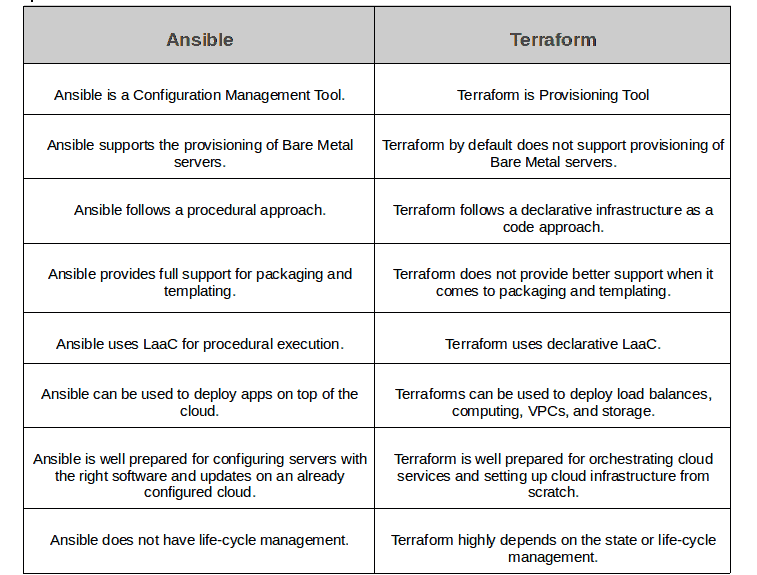 Ansible
Terraform
Ansible is a Configuration Management Tool.
Terraform is Provisioning Tool
Ansible supports the provisioning of Bare Metal
servers.
Terraform by default does not support provisioning of
Bare Metal servers.
Ansible follows a procedural approach.
Terraform follows a declarative infrastructure as a
code approach.
Ansible provides full support for packaging and
templating.
Terraform does not provide better support when it
comes to packaging and templating.
Ansible uses LaaC for procedural execution.
Terraform uses declarative LaaC.
Ansible can be used to deploy apps on top of the
cloud.
Terraforms can be used to deploy load balances,
computing, VPCs, and storage.
Ansible is well prepared for configuring servers with
the right software and updates on an already
configured cloud.
Terraform is well prepared for orchestrating cloud
services and setting up cloud infrastructure from
scratch.
Ansible does not have life-cycle management.
Terraform highly depends on the state or life-cycle
management.